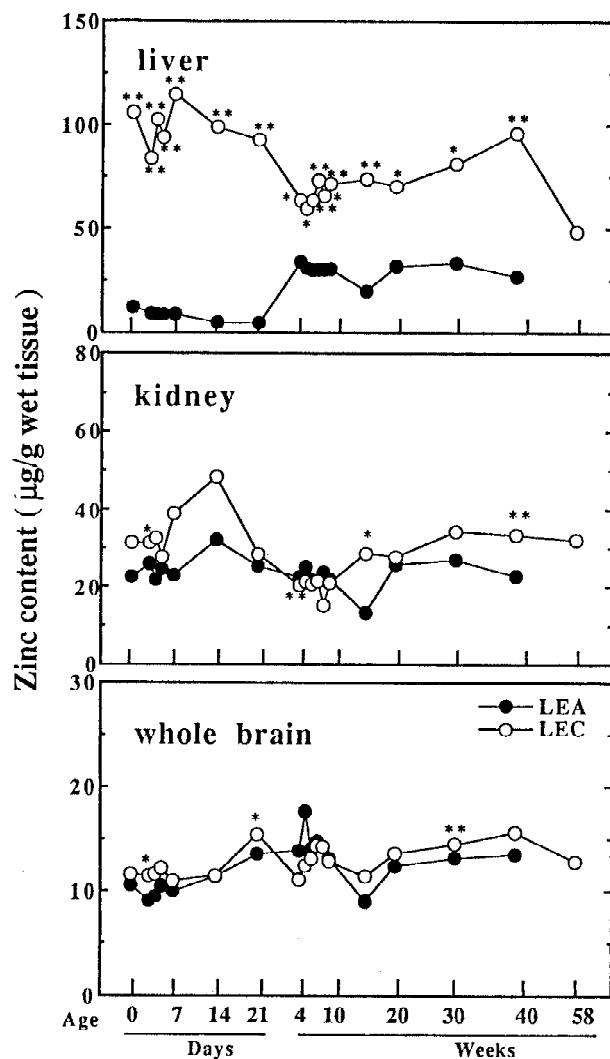 Zinc content ( µg/g wet tissue )
150
100
50
0
liver
** ** ** ** ** ** ** **
* * ** ** ** * ** * * **
80
60
40
20
0
kidney
* ** * **
30
20
10
0
whole brain
LEA
LEC
* * **
Age 0 7 14 21 4 10 20 30 40 58
Days Weeks